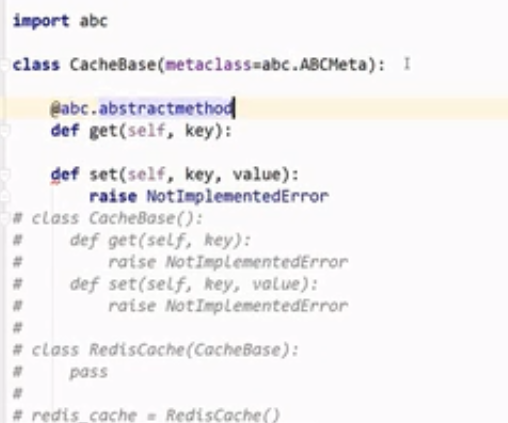 import abc
class CacheBase(metaclass=abc.ABCMeta):
    @abc.abstractmethod
    def get(self, key):
    def set(self, key, value):
        raise NotImplementedError
# class CacheBase():
#     def get(self, key):
#         raise NotImplementedError
#     def set(self, key, value):
#         raise NotImplementedError
#
# class RedisCache(CacheBase):
#     pass
#
# redis_cache = RedisCache()